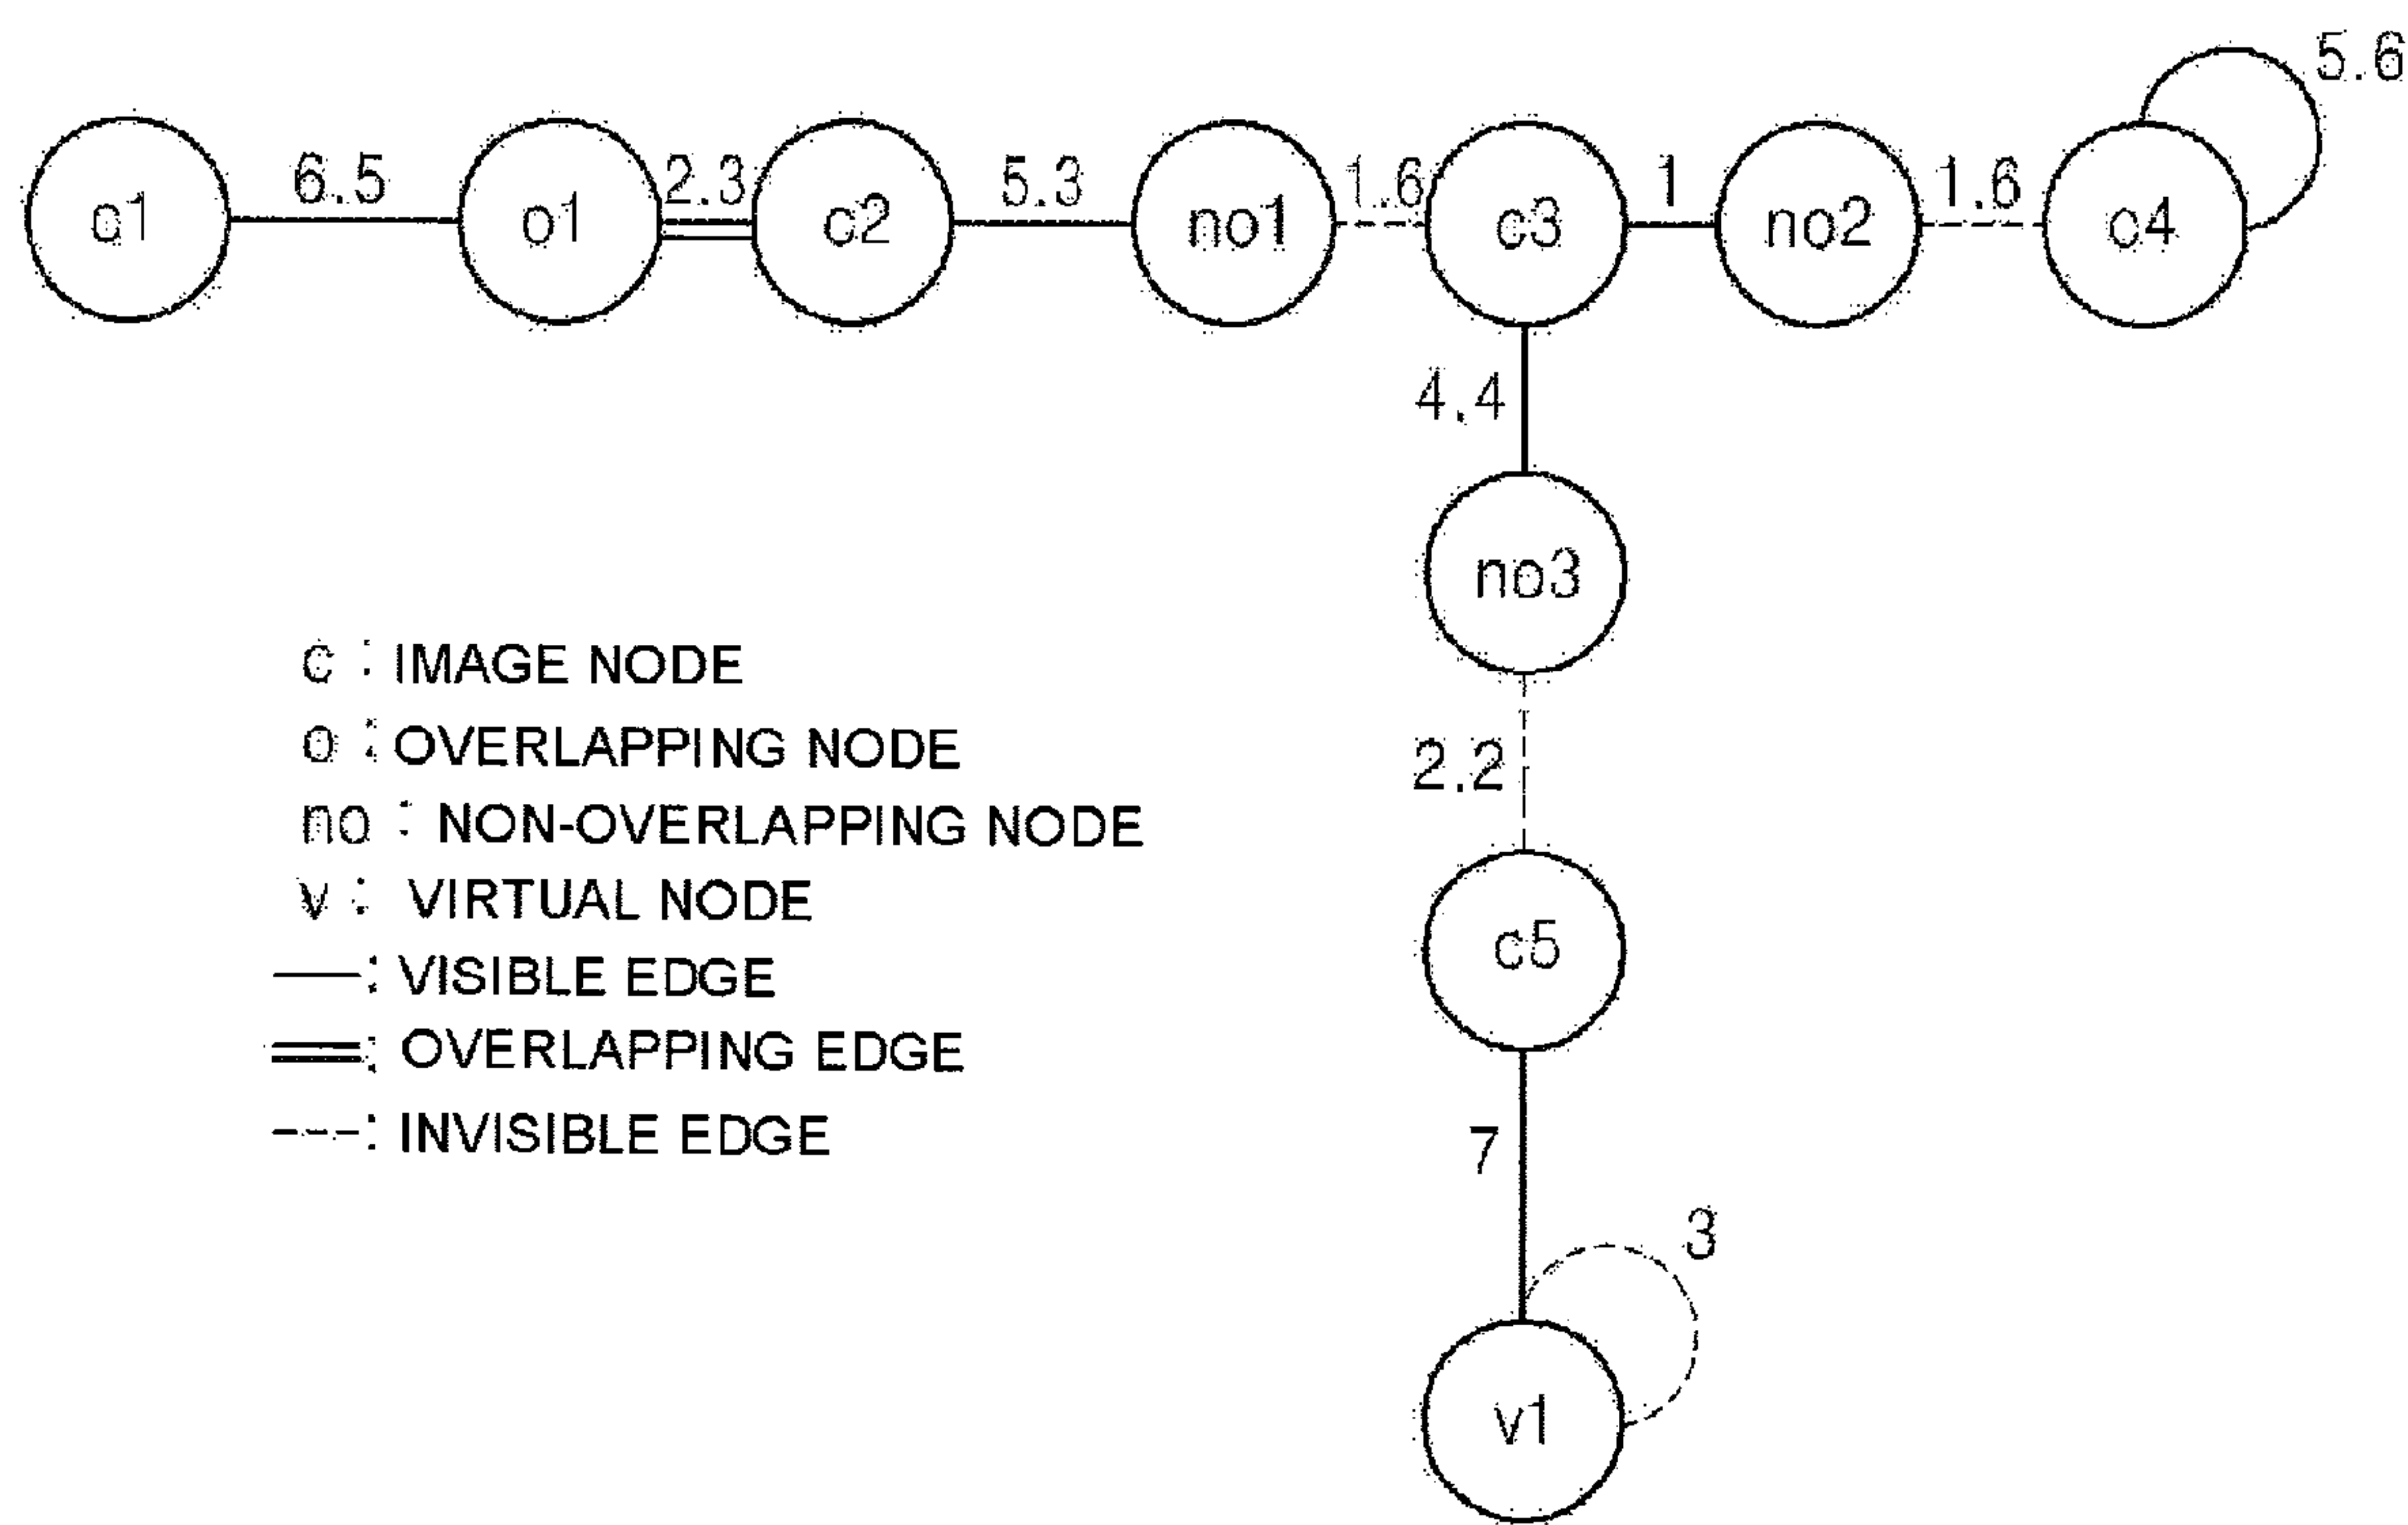 5.6
6.5
2.3
5.3
1.6
1
1.6
c1
o1
c2
no1
c3
no2
c4
4.4
no3
c : IMAGE NODE
o : OVERLAPPING NODE
no : NON-OVERLAPPING NODE
v : VIRTUAL NODE
: VISIBLE EDGE
: OVERLAPPING EDGE
: INVISIBLE EDGE
2.2
c5
7
3
v1